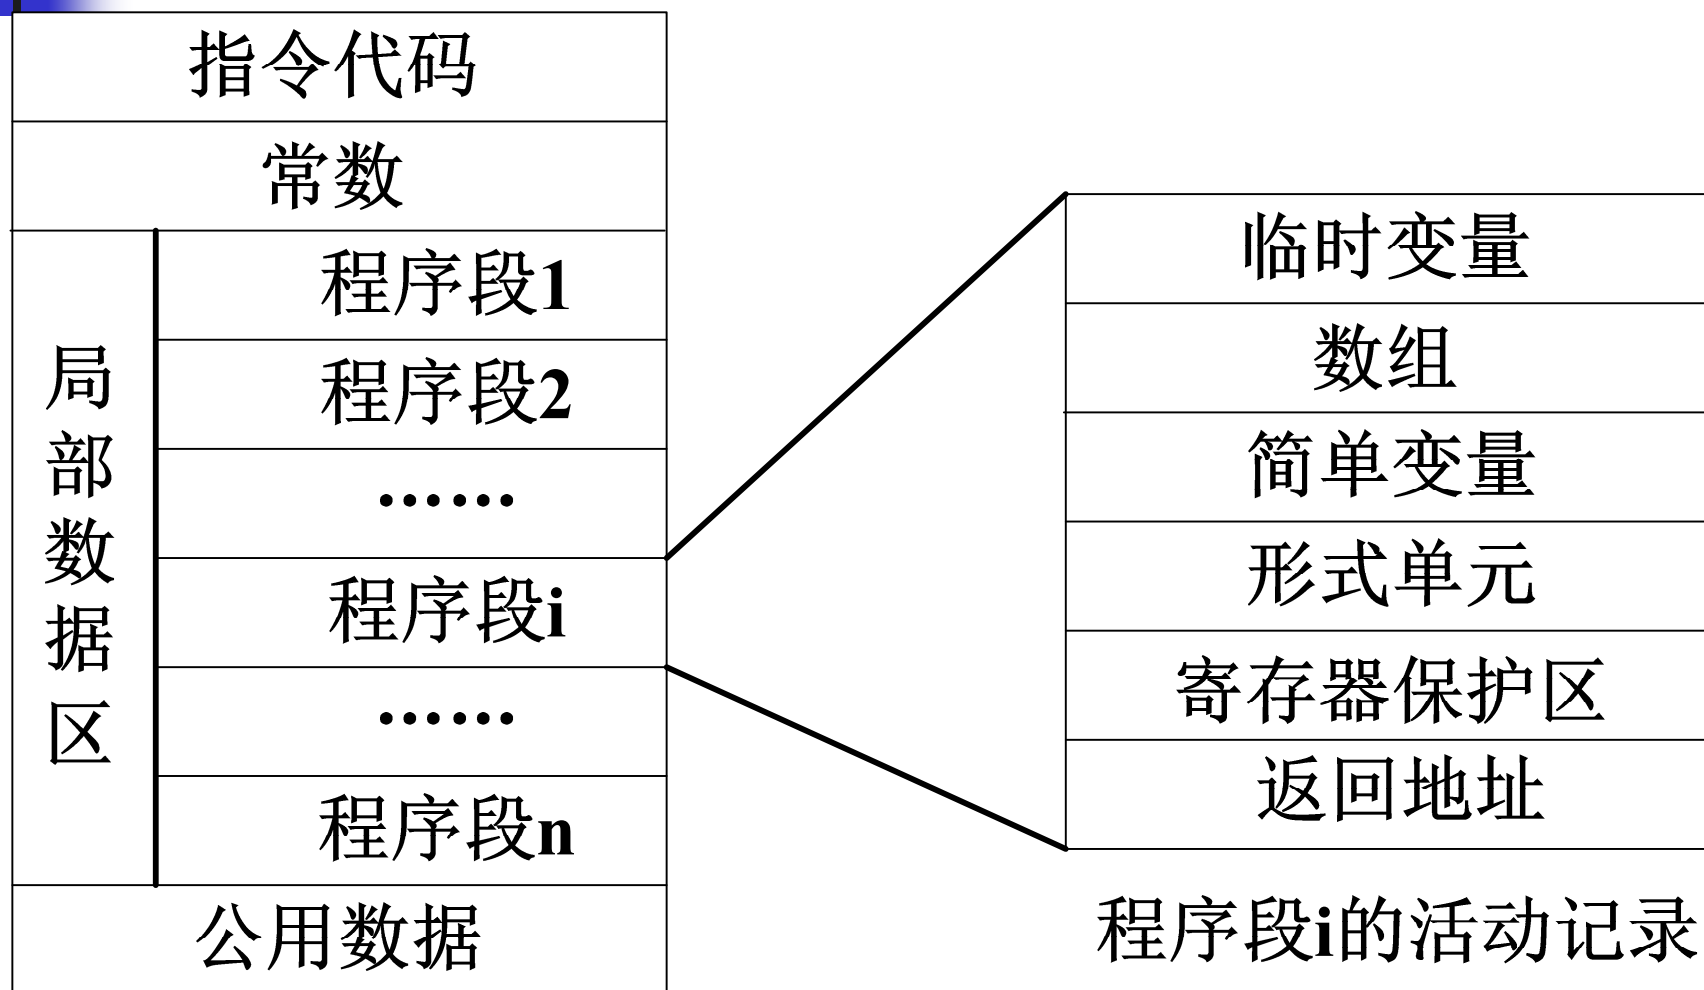 指令代码
常数
局部数据区
程序段1
程序段2
……
程序段i
……
程序段n
公用数据
临时变量
数组
简单变量
形式单元
寄存器保护区
返回地址
程序段i的活动记录